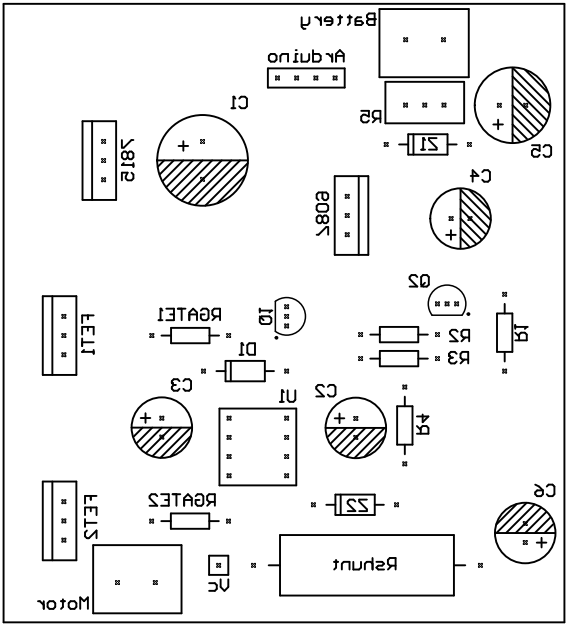 Battery
Arduino
C1
R5
Z1
C5
7815
C4
7809
Q2
RGATE1
Q1
FET1
R2
R1
D1
R3
C3
U1
C2
R4
C6
FET2
RGATE2
Z2
Rshunt
Vc
Motor